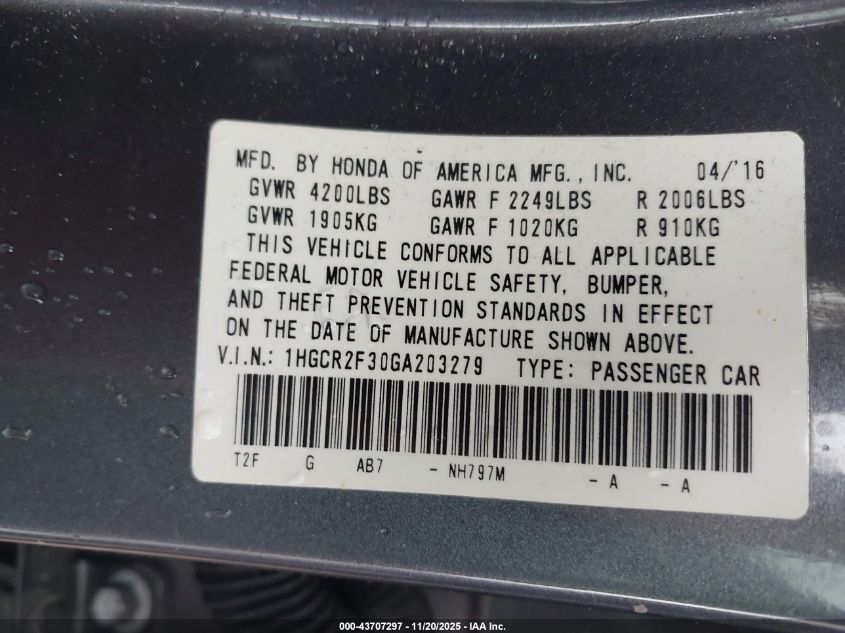 MFD. BY HONDA OF AMERICA MFG., INC. 04/'16
GVWR 4200LBS GAWR F 2249LBS R 2006LBS
GVWR 1905KG GAWR F 1020KG R 910KG
THIS VEHICLE CONFORMS TO ALL APPLICABLE
FEDERAL MOTOR VEHICLE SAFETY, BUMPER,
AND THEFT PREVENTION STANDARDS IN EFFECT
ON THE DATE OF MANUFACTURE SHOWN ABOVE.
V.I.N.: 1HGCR2F30GA203279 TYPE: PASSENGER CAR
T2F G AB7 - NH797M - A - A
000-43707297 - 11/20/2025 - IAA Inc.